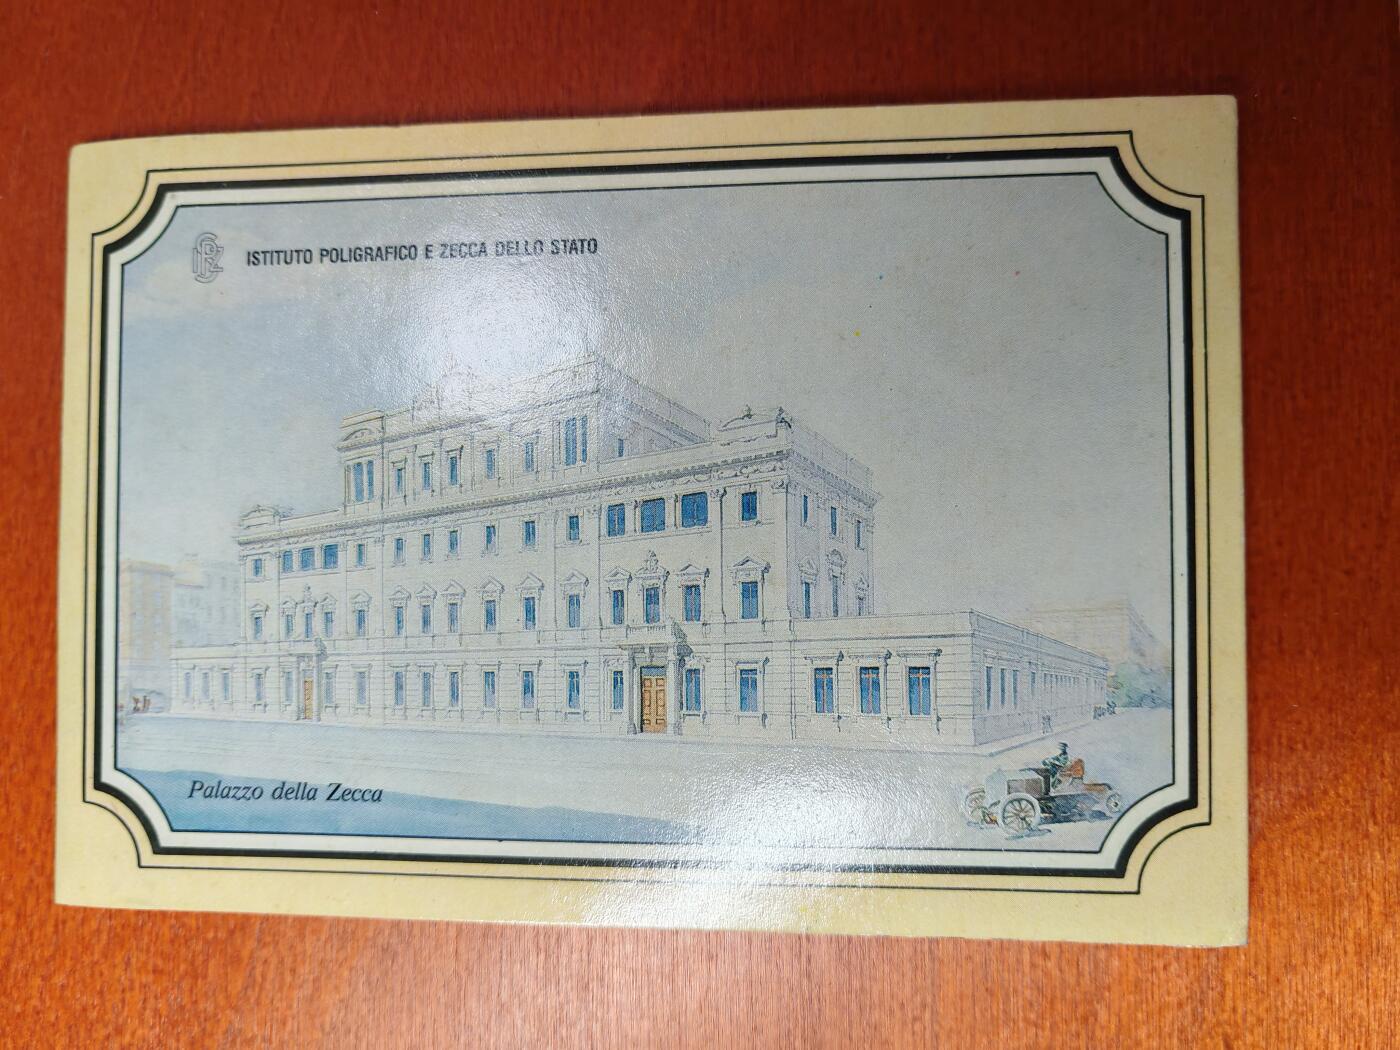 ISTITUTO POLIGRAFICO E ZECCA DELLO STATO
Palazzo della Zecca